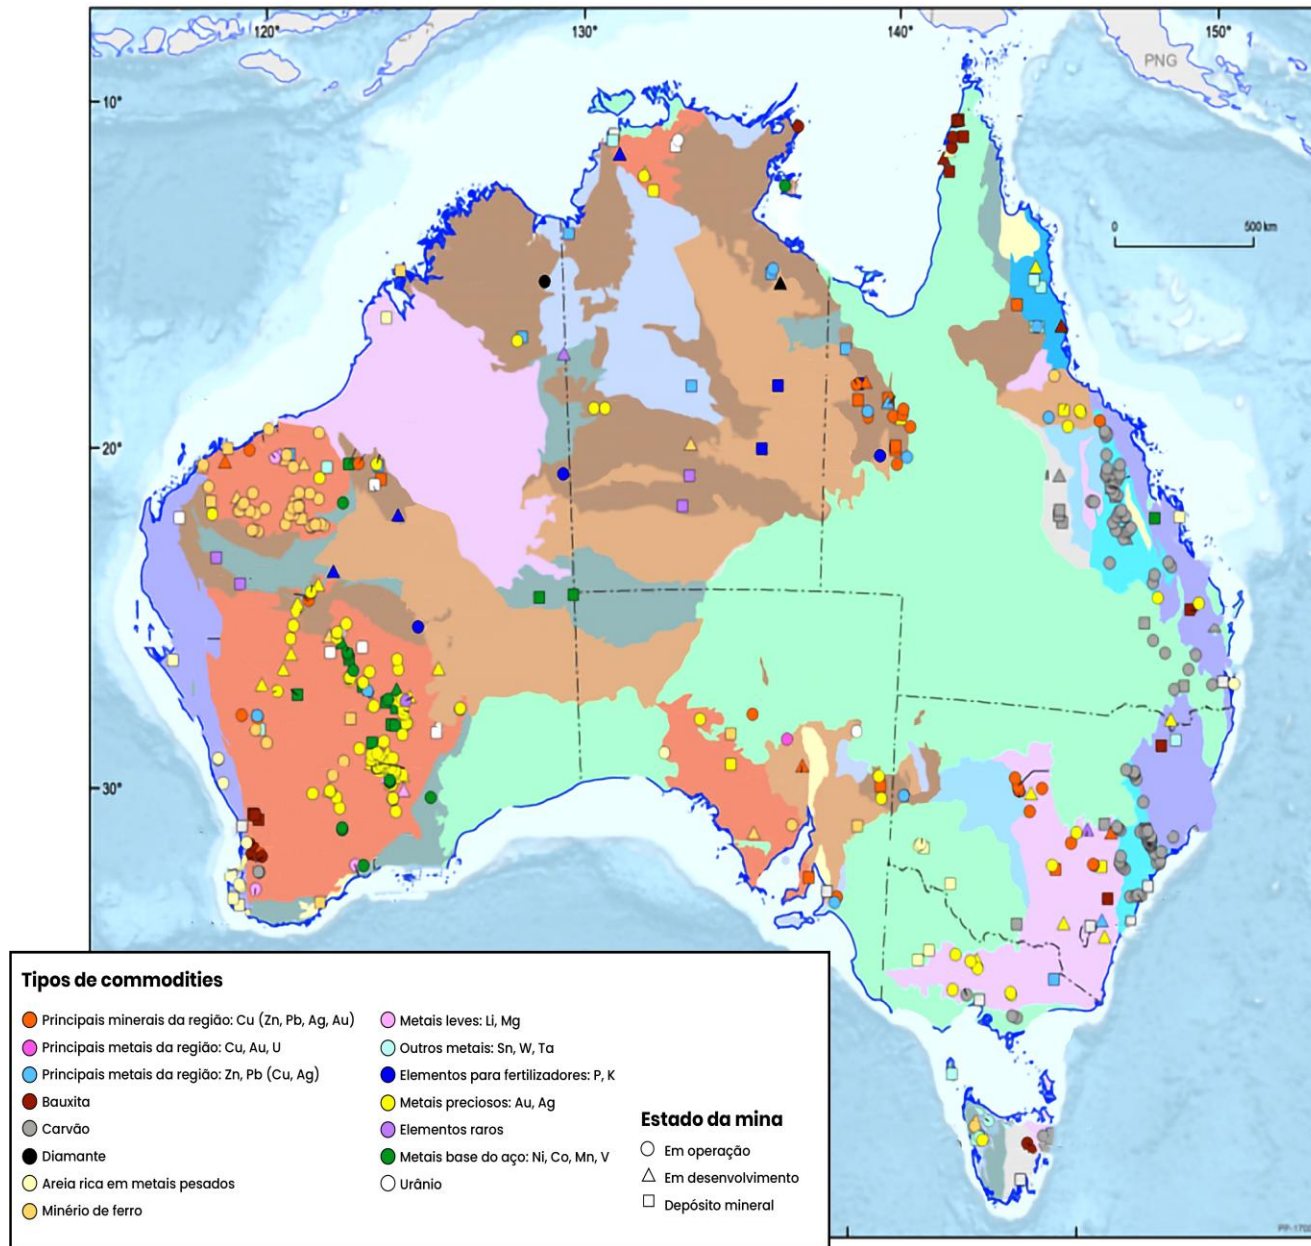 120°
130°
140°
150°
PNG
10°
0
500 km
20°
30°
Tipos de commodities
Principais minerais da região: Cu (Zn, Pb, Ag, Au)
Principais metais da região: Cu, Au, U
Principais metais da região: Zn, Pb (Cu, Ag)
Bauxita
Carvão
Diamante
Areia rica em metais pesados
Minério de ferro
Metais leves: Li, Mg
Outros metais: Sn, W, Ta
Elementos para fertilizadores: P, K
Metais preciosos: Au, Ag
Elementos raros
Metais base do aço: Ni, Co, Mn, V
Urânio
Estado da mina
Em operação
Em desenvolvimento
Depósito mineral